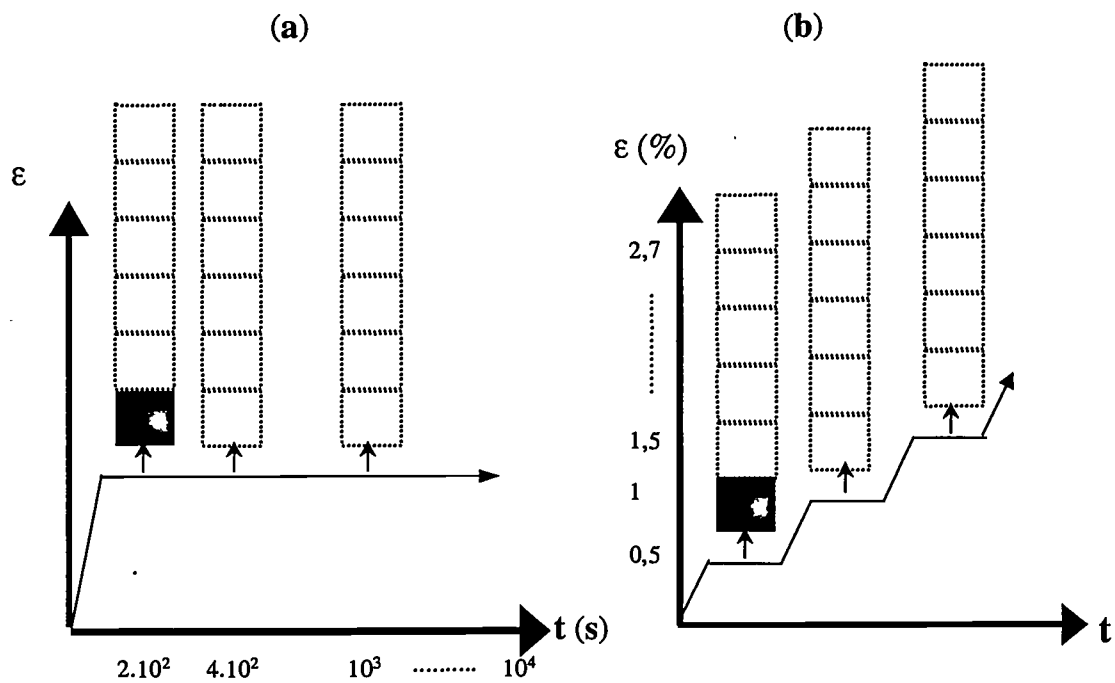 (a)
ε
t (s)
2.10² 4.10² 10³ ......... 10⁴
(b)
ε (%)
2,7
1,5
1
0,5
t